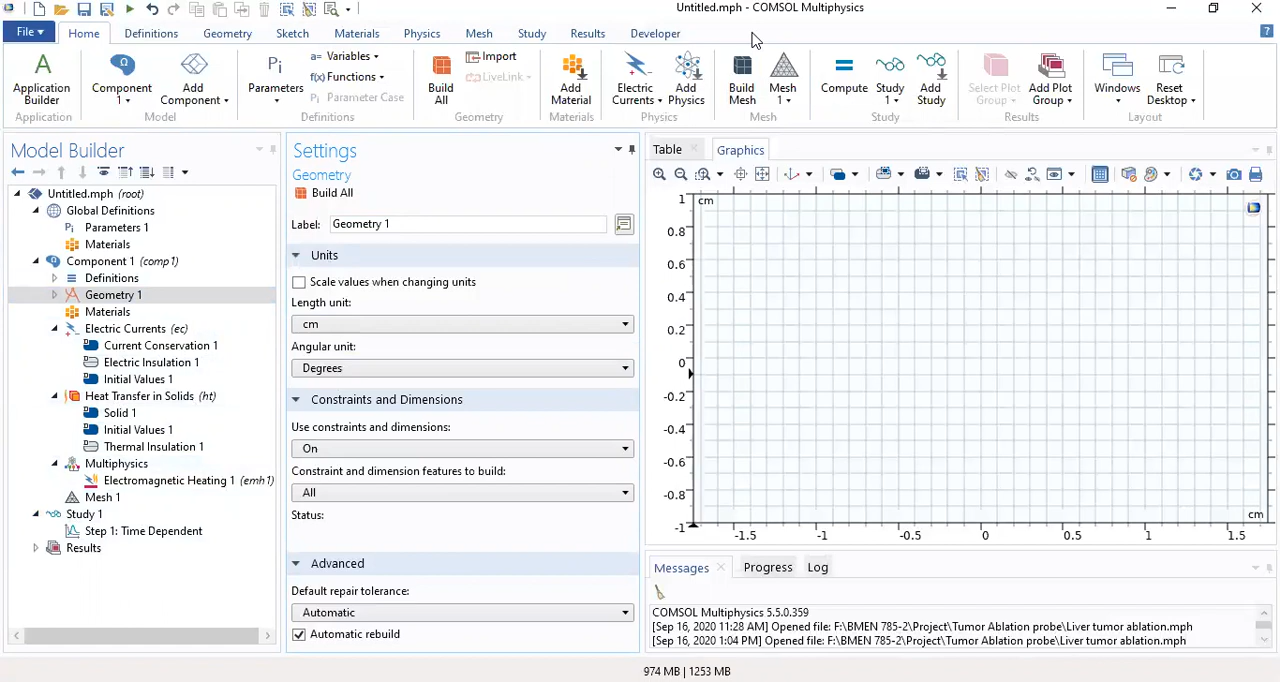 Untitled.mph - COMSOL Multiphysics
File Home Definitions Geometry Sketch Materials Physics Mesh Study Results Developer
Application Builder
Component 1
Add Component
Parameters
a= Variables
f(x) Functions
Pi Parameter Case
Build All
Import
LiveLink
Add Material
Electric Currents
Add Physics
Build Mesh
Mesh 1
Compute
Study 1
Add Study
Select Plot Group
Add Plot Group
Windows
Reset Desktop
Application Model Definitions Geometry Materials Physics Mesh Study Results Layout
Model Builder
Untitled.mph (root)
Global Definitions
Pi Parameters 1
Materials
Component 1 (comp1)
Definitions
Geometry 1
Materials
Electric Currents (ec)
Current Conservation 1
Electric Insulation 1
Initial Values 1
Heat Transfer in Solids (ht)
Solid 1
Initial Values 1
Thermal Insulation 1
Multiphysics
Electromagnetic Heating 1 (emh1)
Mesh 1
Study 1
Step 1: Time Dependent
Results
Settings
Geometry
Build All
Label: Geometry 1
Units
Scale values when changing units
Length unit:
cm
Angular unit:
Degrees
Constraints and Dimensions
Use constraints and dimensions:
On
Constraint and dimension features to build:
All
Status:
Advanced
Default repair tolerance:
Automatic
Automatic rebuild
Table Graphics
1 cm
0.8
0.6
0.4
0.2
0
-0.2
-0.4
-0.6
-0.8
-1 cm
-1.5 -1 -0.5 0 0.5 1 1.5
Messages Progress Log
COMSOL Multiphysics 5.5.0.359
[Sep 16, 2020 11:28 AM] Opened file: F:\BMEN 785-2\Project\Tumor Ablation probe\Liver tumor ablation.mph
[Sep 16, 2020 1:04 PM] Opened file: F:\BMEN 785-2\Project\Tumor Ablation probe\Liver tumor ablation.mph
974 MB | 1253 MB